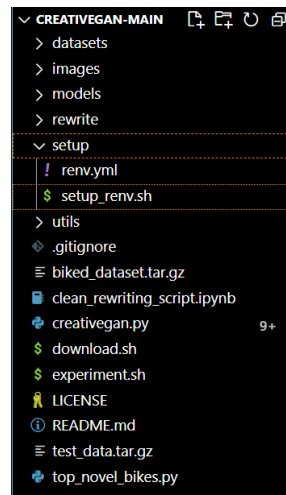 CREATIVEGAN-MAIN
datasets
images
models
rewrite
setup
! renv.yml
$ setup_renv.sh
utils
.gitignore
biked_dataset.tar.gz
clean_rewriting_script.ipynb
creativegan.py 9+
$ download.sh
$ experiment.sh
LICENSE
README.md
test_data.tar.gz
top_novel_bikes.py